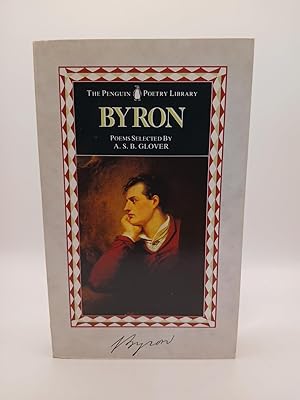 THE PENGUIN POETRY LIBRARY
BYRON
POEMS SELECTED BY
A. S. B. GLOVER
Byron